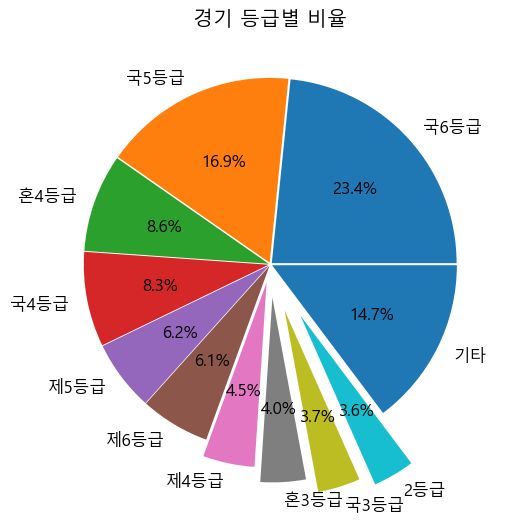 경기 등급별 비율
국6등급
23.4%
국5등급
16.9%
혼4등급
8.6%
국4등급
8.3%
제5등급
6.2%
제6등급
6.1%
제4등급
4.5%
혼3등급
4.0%
국3등급
3.7%
2등급
3.6%
기타
14.7%